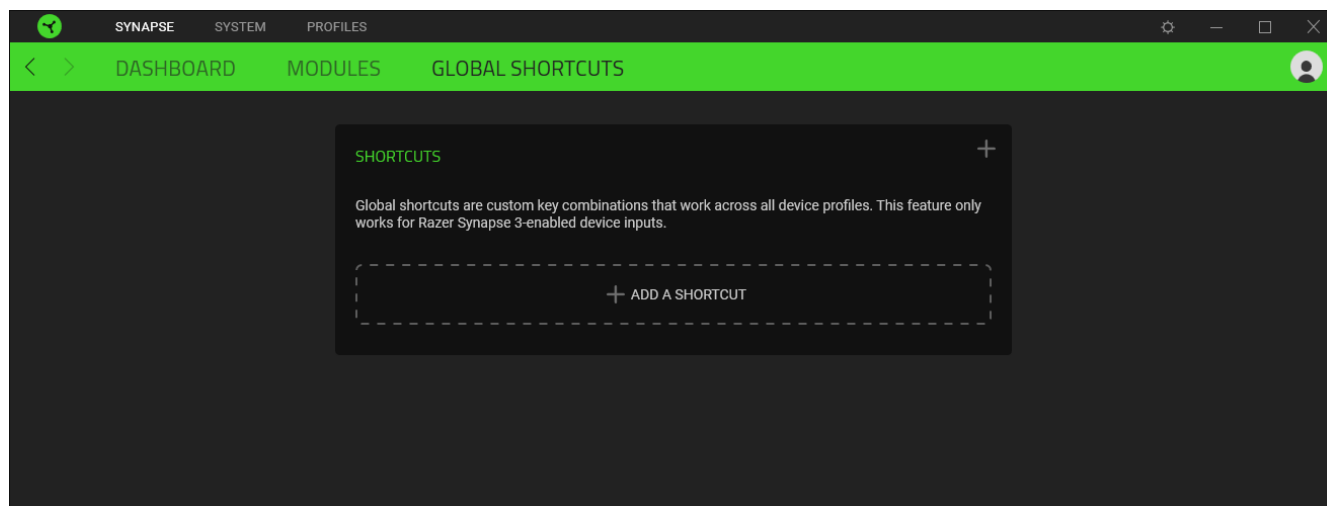 SYNAPSE SYSTEM PROFILES
DASHBOARD MODULES GLOBAL SHORTCUTS
SHORTCUTS
Global shortcuts are custom key combinations that work across all device profiles. This feature only
works for Razer Synapse 3-enabled device inputs.
ADD A SHORTCUT